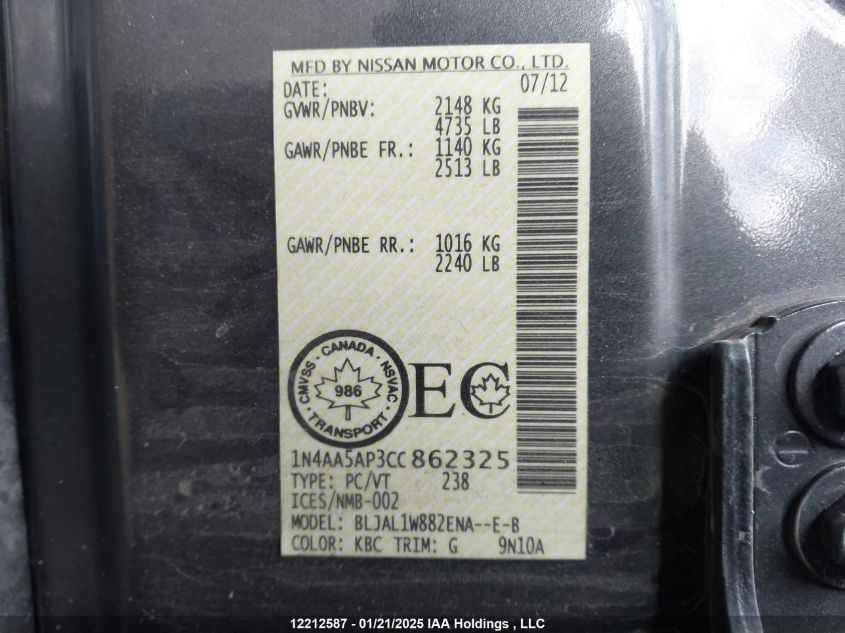 MFD BY NISSAN MOTOR CO., LTD.
DATE: 07/12
GVWR/PNBV: 2148 KG
4735 LB
GAWR/PNBE FR.: 1140 KG
2513 LB
GAWR/PNBE RR.: 1016 KG
2240 LB
CMVSS · CANADA · NSVAC · TRANSPORT ·
986
EC
1N4AA5AP3CC862325
TYPE: PC/VT 238
ICES/NMB-002
MODEL: BLJAL1W882ENA--E-B
COLOR: KBC TRIM: G 9N10A
12212587 - 01/21/2025 IAA Holdings , LLC